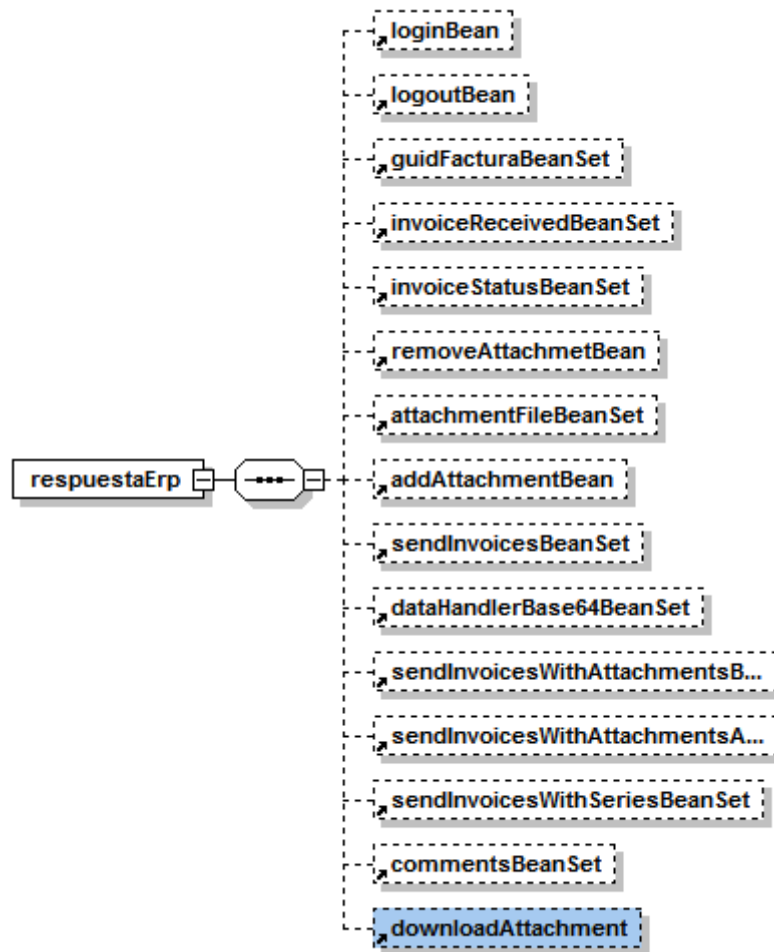 loginBean
logoutBean
guidFacturaBeanSet
invoiceReceivedBeanSet
invoiceStatusBeanSet
removeAttachmetBean
attachmentFileBeanSet
respuestaErp
addAttachmentBean
sendInvoicesBeanSet
dataHandlerBase64BeanSet
sendInvoicesWithAttachmentsB...
sendInvoicesWithAttachmentsA...
sendInvoicesWithSeriesBeanSet
commentsBeanSet
downloadAttachment